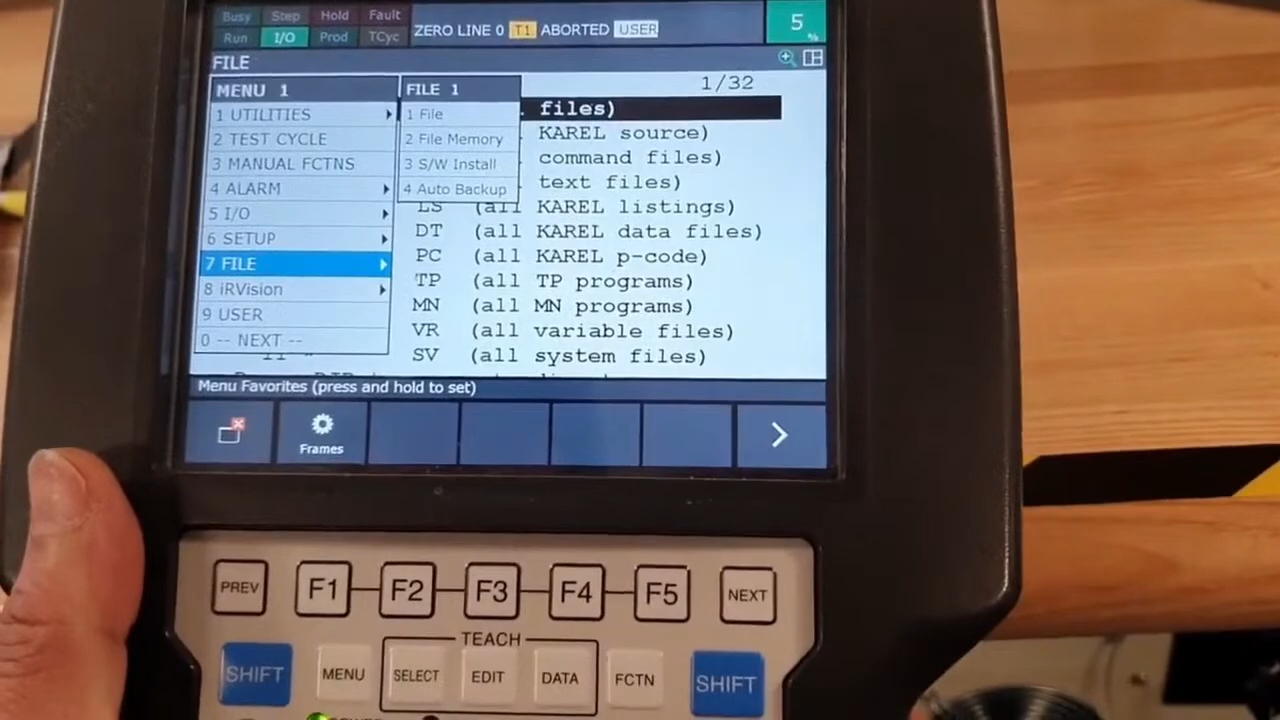 Busy Step Hold Fault
Run I/O Prod TCyc
ZERO LINE 0 T1 ABORTED USER
5 %
FILE
1/32
MENU 1
1 UTILITIES
2 TEST CYCLE
3 MANUAL FCTNS
4 ALARM
5 I/O
6 SETUP
7 FILE
8 iRVision
9 USER
0 -- NEXT --
FILE 1
1 File
2 File Memory
3 S/W Install
4 Auto Backup
files)
KAREL source)
command files)
text files)
LS (all KAREL listings)
DT (all KAREL data files)
PC (all KAREL p-code)
TP (all TP programs)
MN (all MN programs)
VR (all variable files)
SV (all system files)
Menu Favorites (press and hold to set)
Frames
PREV F1 F2 F3 F4 F5 NEXT
TEACH
SHIFT MENU SELECT EDIT DATA FCTN SHIFT
POWER